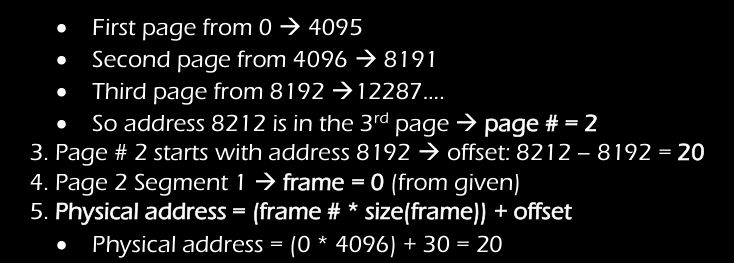 • First page from 0 → 4095
• Second page from 4096 → 8191
• Third page from 8192 →12287....
• So address 8212 is in the 3rd page → page # = 2
3. Page # 2 starts with address 8192 → offset: 8212 – 8192 = 20
4. Page 2 Segment 1 → frame = 0 (from given)
5. Physical address = (frame # * size(frame)) + offset
• Physical address = (0 * 4096) + 30 = 20